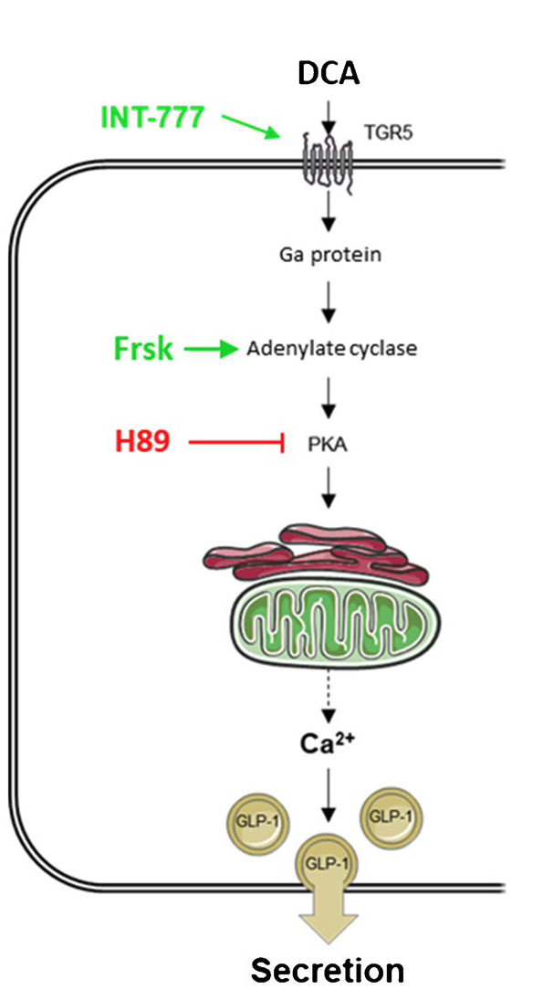 DCA
INT-777
TGR5
Ga protein
Frsk
Adenylate cyclase
H89
PKA
Ca²⁺
GLP-1
GLP-1
GLP-1
Secretion